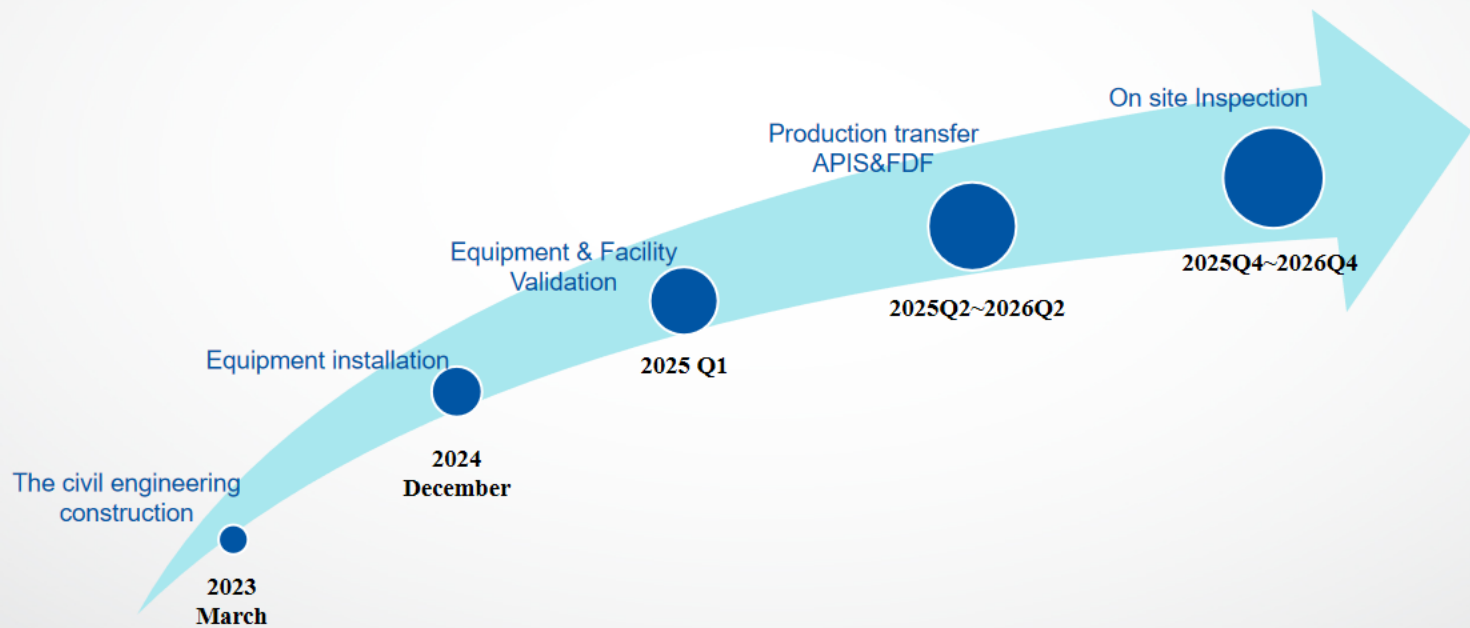 The civil engineering
construction
2023
March
Equipment installation
2024
December
Equipment & Facility
Validation
2025 Q1
Production transfer
APIS&FDF
2025Q2~2026Q2
On site Inspection
2025Q4~2026Q4